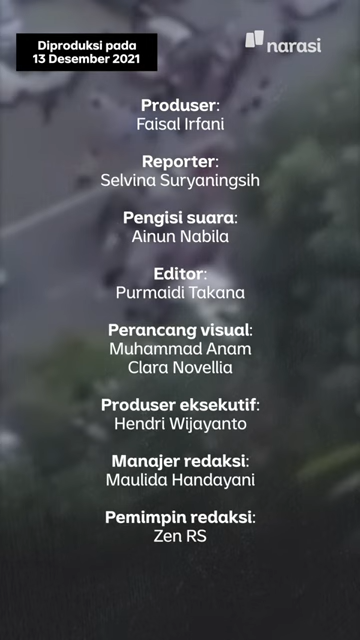 Diproduksi pada
13 Desember 2021
narasi
Produser:
Faisal Irfani
Reporter:
Selvina Suryaningsih
Pengisi suara:
Ainun Nabila
Editor:
Purmaidi Takana
Perancang visual:
Muhammad Anam
Clara Novellia
Produser eksekutif:
Hendri Wijayanto
Manajer redaksi:
Maulida Handayani
Pemimpin redaksi:
Zen RS